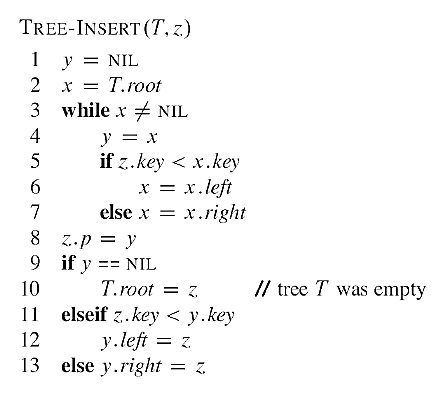 TREE-INSERT(T, z)
1 y = NIL
2 x = T.root
3 while x ≠ NIL
4 y = x
5 if z.key < x.key
6 x = x.left
7 else x = x.right
8 z.p = y
9 if y == NIL
10 T.root = z // tree T was empty
11 elseif z.key < y.key
12 y.left = z
13 else y.right = z